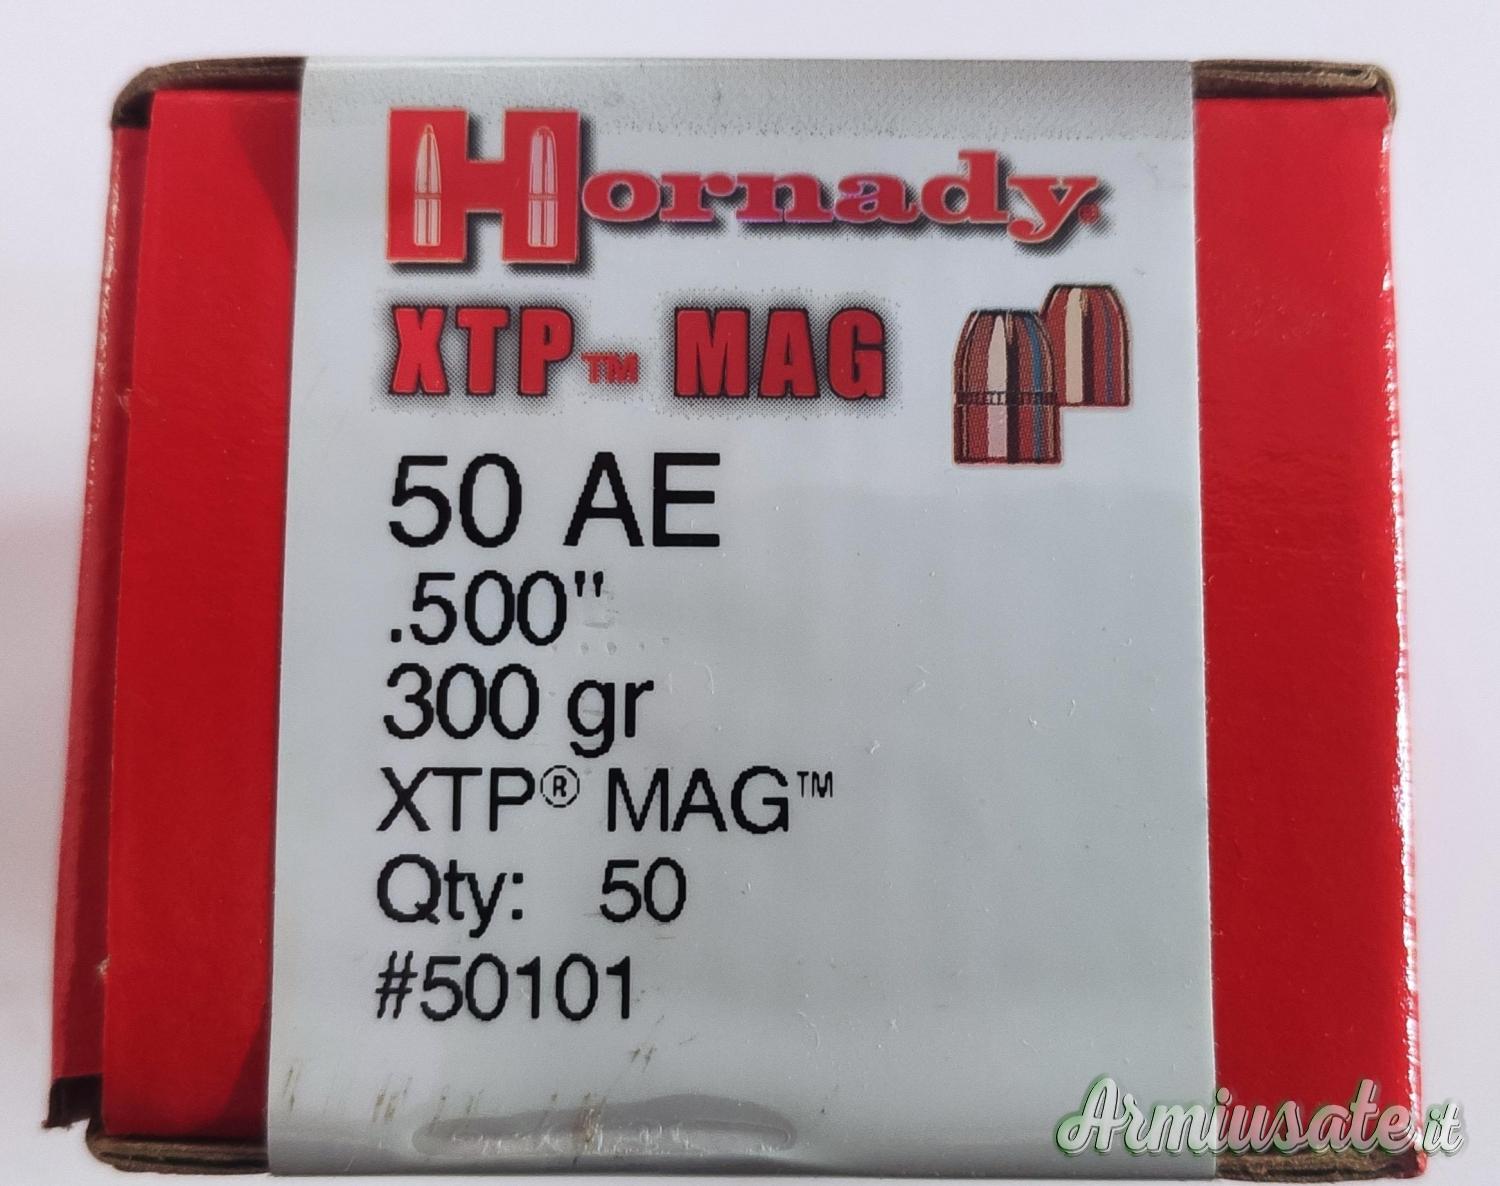 Hornady®
XTP™ MAG
50 AE
.500"
300 gr
XTP® MAG™
Qty: 50
#50101
Armiusate.it